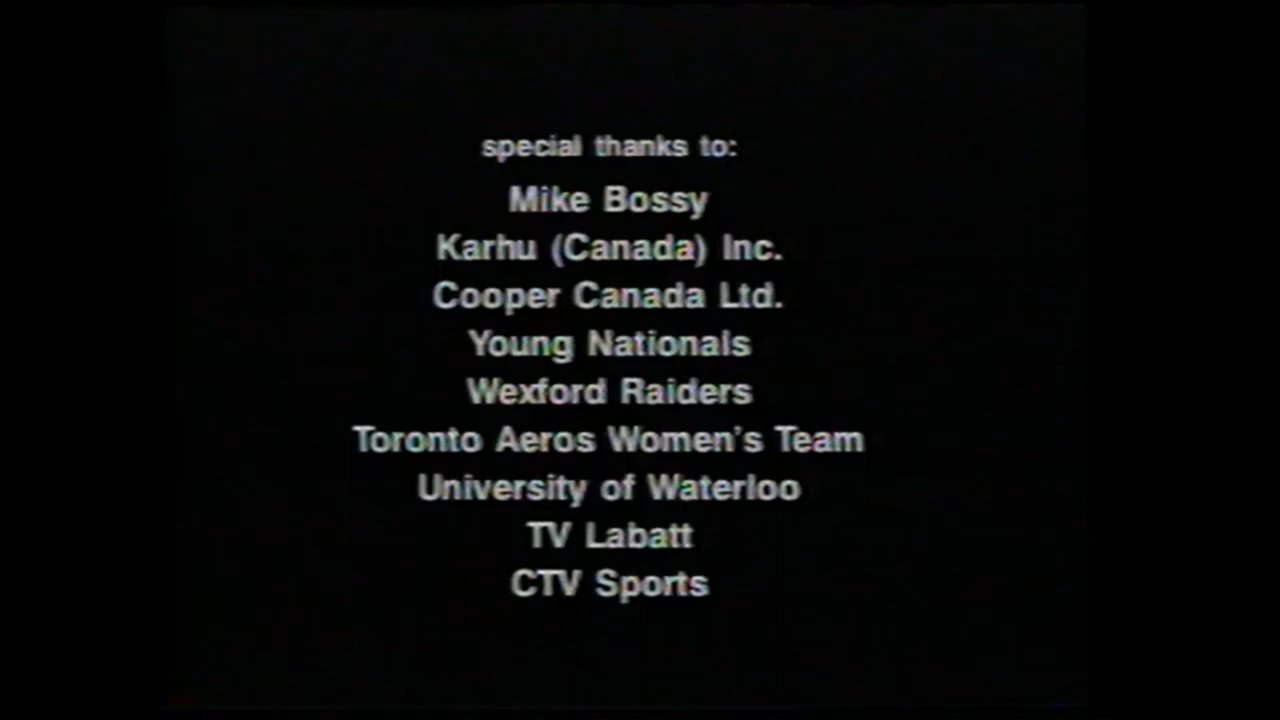 special thanks to:
Mike Bossy
Karhu (Canada) Inc.
Cooper Canada Ltd.
Young Nationals
Wexford Raiders
Toronto Aeros Women's Team
University of Waterloo
TV Labatt
CTV Sports